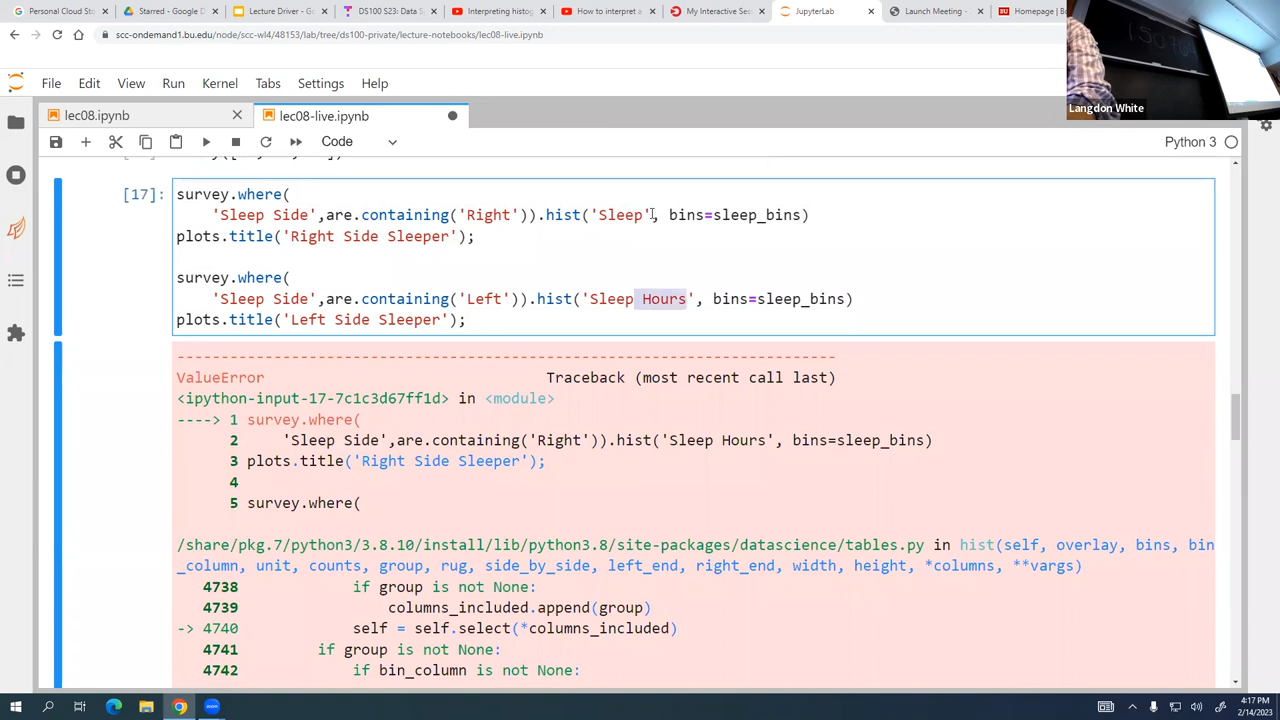 Personal Cloud Sto
Starred - Google D
Lecture Driver - G
DS100 S23: Data S
Interpreting histog
How to interpret a
My Interactive Ses
JupyterLab
Launch Meeting -
Homepage | Bo
scc-ondemand1.bu.edu/node/scc-wl4/48153/lab/tree/ds100-private/lecture-notebooks/lec08-live.ipynb
File Edit View Run Kernel Tabs Settings Help
Langdon White
lec08.ipynb
lec08-live.ipynb
Code
Python 3
[17]:
survey.where(
'Sleep Side',are.containing('Right')).hist('Sleep', bins=sleep_bins)
plots.title('Right Side Sleeper');
survey.where(
'Sleep Side',are.containing('Left')).hist('Sleep Hours', bins=sleep_bins)
plots.title('Left Side Sleeper');
---------------------------------------------------------------------------
ValueError Traceback (most recent call last)
<ipython-input-17-7c1c3d67ff1d> in <module>
----> 1 survey.where(
2 'Sleep Side',are.containing('Right')).hist('Sleep Hours', bins=sleep_bins)
3 plots.title('Right Side Sleeper');
4
5 survey.where(
/share/pkg.7/python3/3.8.10/install/lib/python3.8/site-packages/datascience/tables.py in hist(self, overlay, bins, bin
_column, unit, counts, group, rug, side_by_side, left_end, right_end, width, height, *columns, **vargs)
4738 if group is not None:
4739 columns_included.append(group)
-> 4740 self = self.select(*columns_included)
4741 if group is not None:
4742 if bin_column is not None:
4:17 PM
2/14/2023